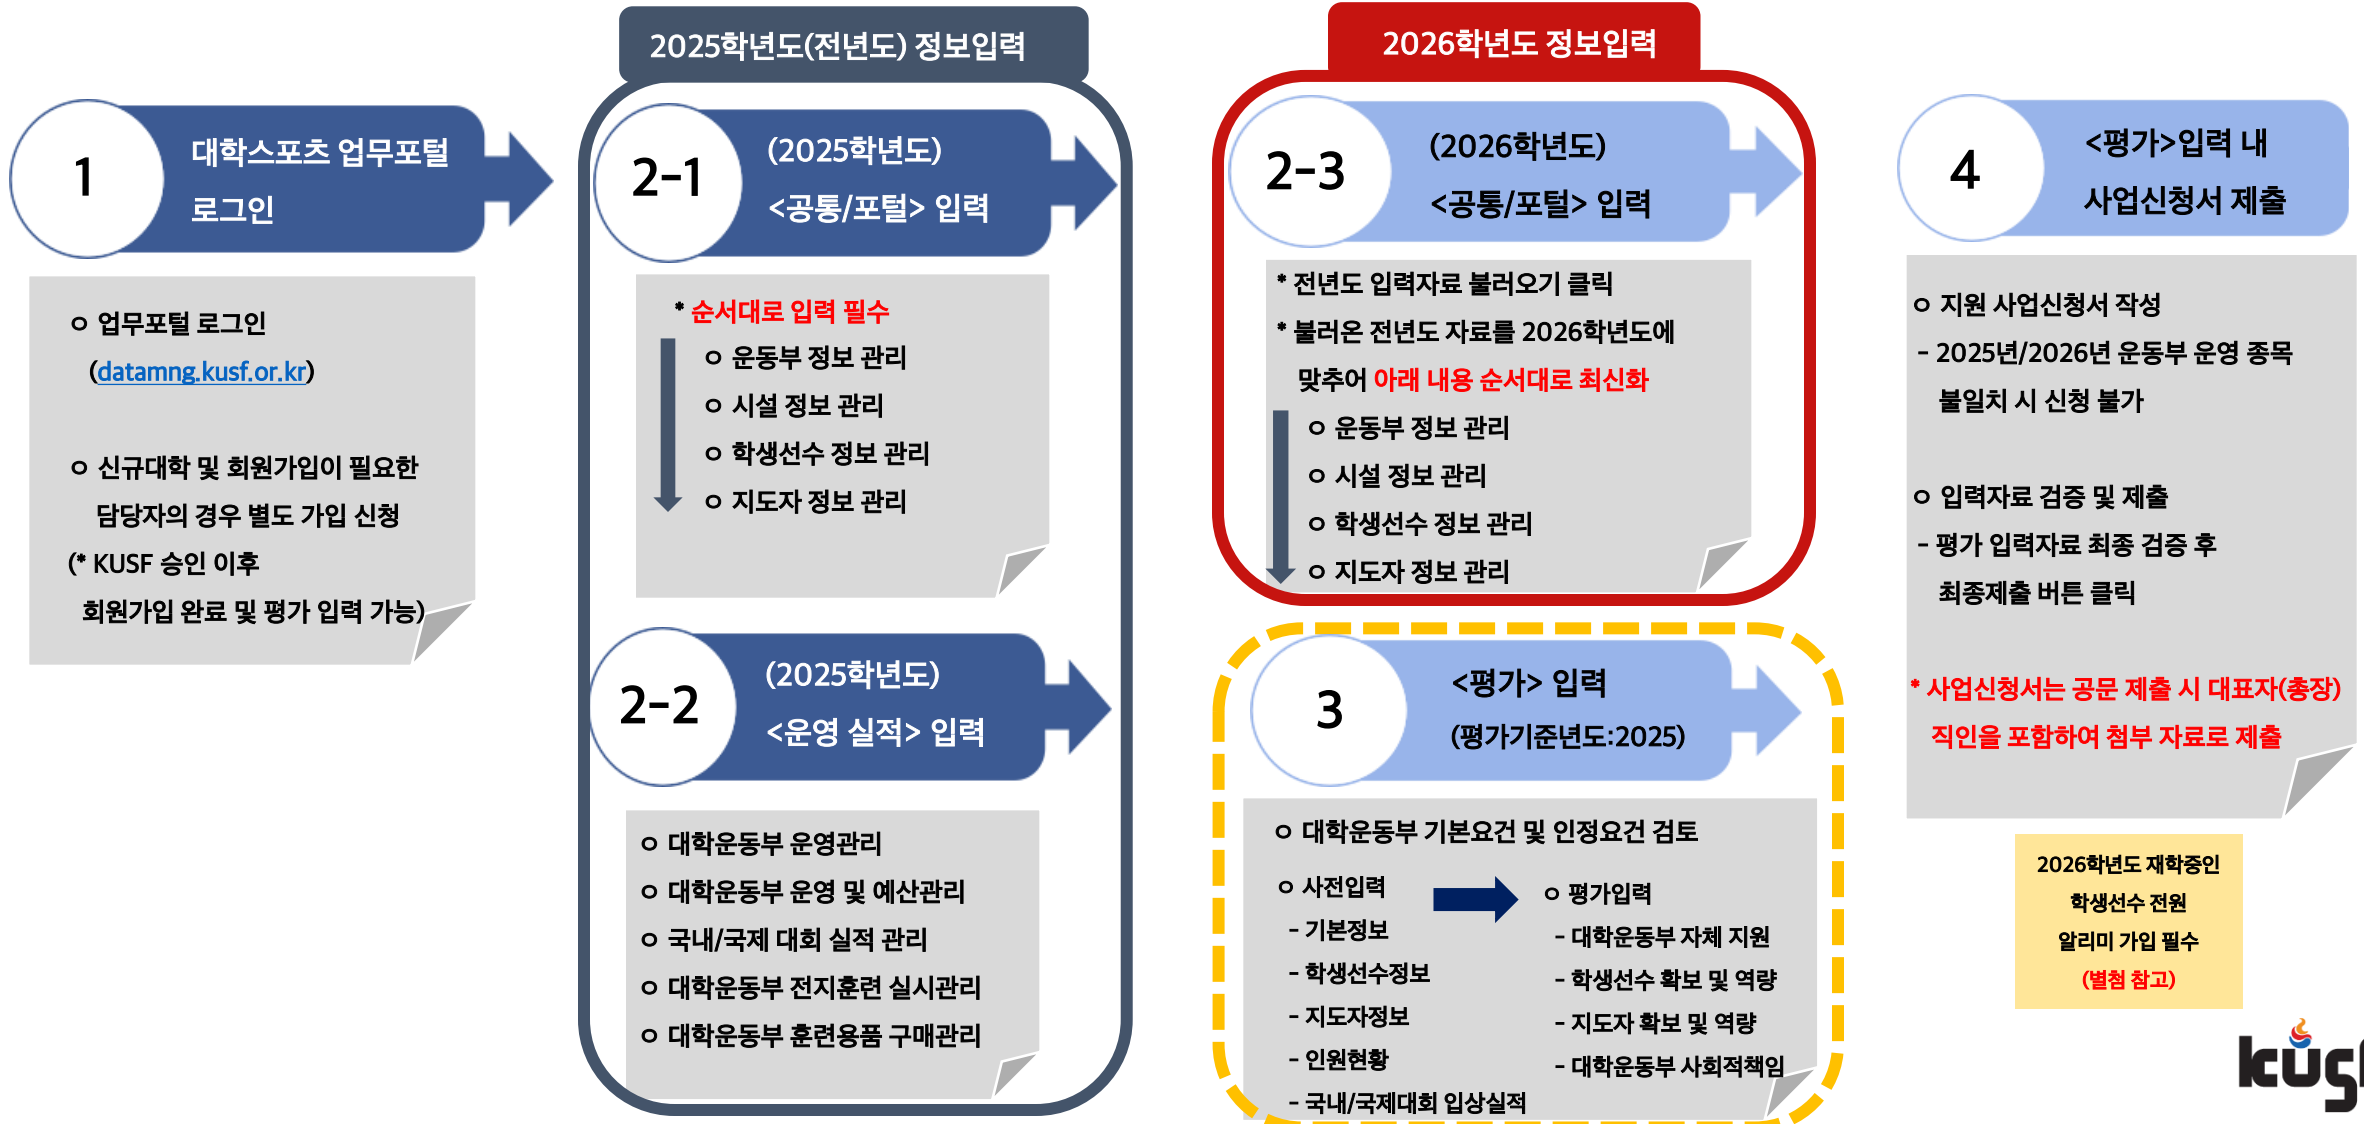 1
대학스포츠 업무포털
로그인
o 업무포털 로그인
(datamng.kusf.or.kr)
o 신규대학 및 회원가입이 필요한
담당자의 경우 별도 가입 신청
(* KUSF 승인 이후
회원가입 완료 및 평가 입력 가능)
2025학년도(전년도) 정보입력
2-1
(2025학년도)
<공통/포털> 입력
* 순서대로 입력 필수
o 운동부 정보 관리
o 시설 정보 관리
o 학생선수 정보 관리
o 지도자 정보 관리
2-2
(2025학년도)
<운영 실적> 입력
o 대학운동부 운영관리
o 대학운동부 운영 및 예산관리
o 국내/국제 대회 실적 관리
o 대학운동부 전지훈련 실시관리
o 대학운동부 훈련용품 구매관리
2026학년도 정보입력
2-3
(2026학년도)
<공통/포털> 입력
* 전년도 입력자료 불러오기 클릭
* 불러온 전년도 자료를 2026학년도에
맞추어 아래 내용 순서대로 최신화
o 운동부 정보 관리
o 시설 정보 관리
o 학생선수 정보 관리
o 지도자 정보 관리
3
<평가> 입력
(평가기준년도:2025)
o 대학운동부 기본요건 및 인정요건 검토
o 사전입력
- 기본정보
- 학생선수정보
- 지도자정보
- 인원현황
- 국내/국제대회 입상실적
o 평가입력
- 대학운동부 자체 지원
- 학생선수 확보 및 역량
- 지도자 확보 및 역량
- 대학운동부 사회적책임
4
<평가>입력 내
사업신청서 제출
o 지원 사업신청서 작성
- 2025년/2026년 운동부 운영 종목
불일치 시 신청 불가
o 입력자료 검증 및 제출
- 평가 입력자료 최종 검증 후
최종제출 버튼 클릭
* 사업신청서는 공문 제출 시 대표자(총장)
직인을 포함하여 첨부 자료로 제출
2026학년도 재학중인
학생선수 전원
알리미 가입 필수
(별첨 참고)
kusf